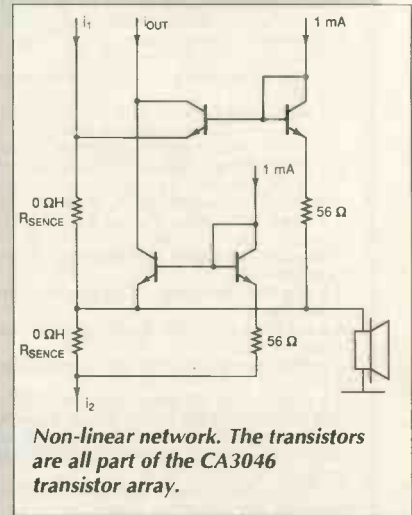 i₁ iOUT 1 mA
0 ΩH
RSENCE
56 Ω
1 mA
0 ΩH
RSENCE
56 Ω
i₂
Non-linear network. The transistors
are all part of the CA3046
transistor array.